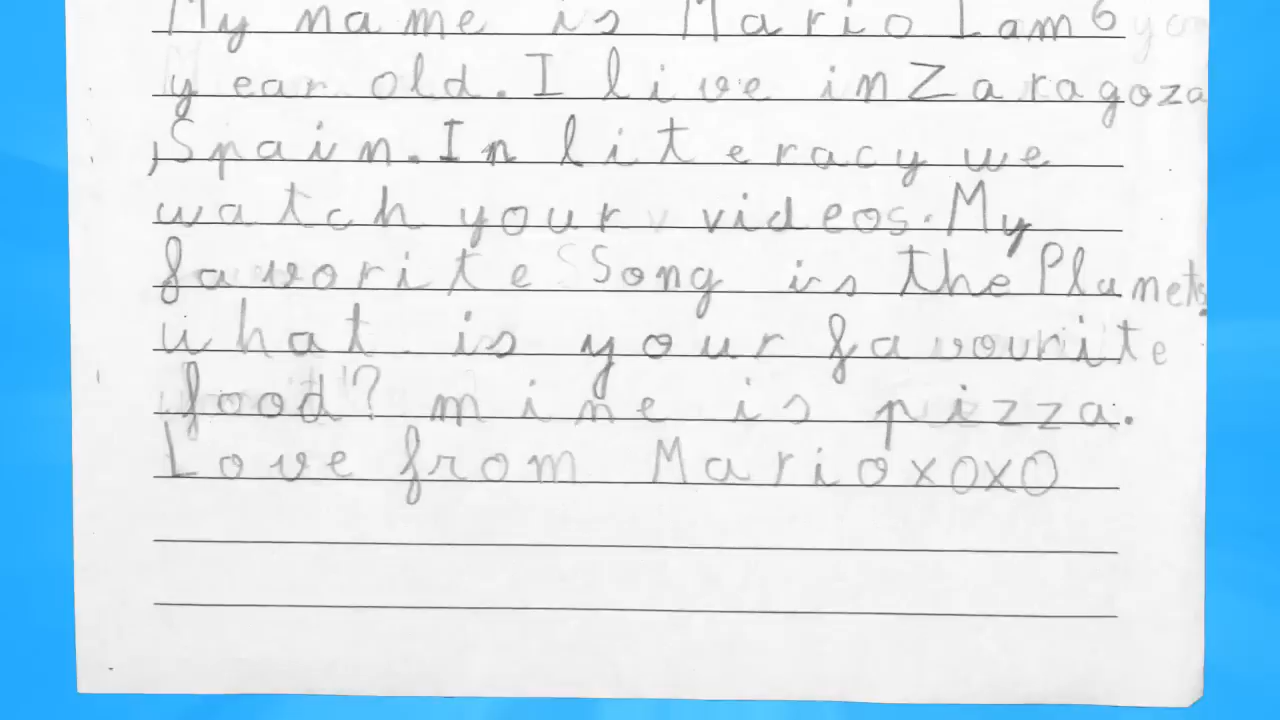 My name is Mario I am 6
year old. I live in Zaragoza
, Spain. In literacy we
watch your videos. My
favorite Song is the Planets.
what is your favourite
food? mine is pizza.
Love from Mario xoxo